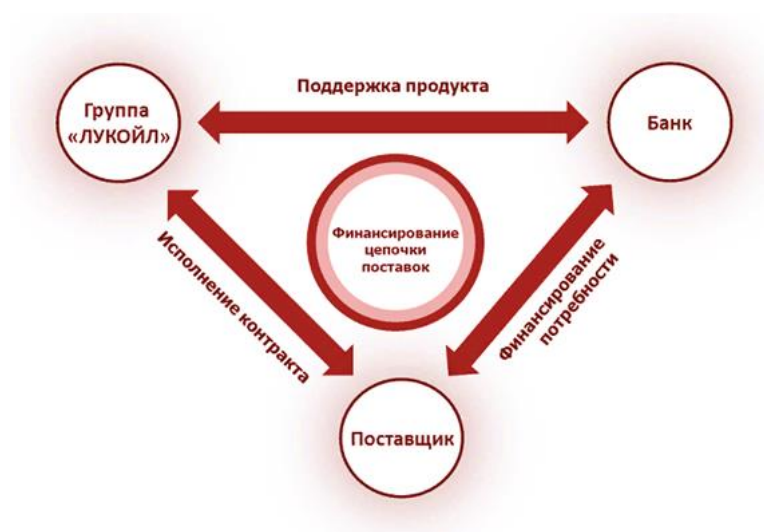 Поддержка продукта
Группа
«ЛУКОЙЛ»
Банк
Финансирование
цепочки
поставок
Исполнение контракта
Финансирование
потребности
Поставщик